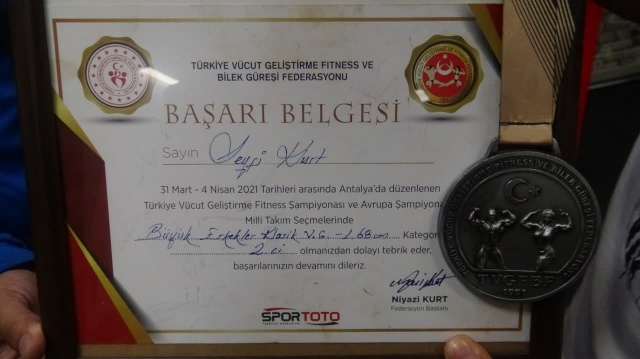 TÜRKİYE VÜCUT GELİŞTİRME FITNESS VE
BİLEK GÜREŞİ FEDERASYONU
BAŞARI BELGESİ
Sayın Seyfi Kurt
31 Mart - 4 Nisan 2021 Tarihleri arasında Antalya'da düzenlenen
Türkiye Vücut Geliştirme Fitness Şampiyonası ve Avrupa Şampiyona
Milli Takım Seçmelerinde
Büyük Erkekler Klasik V.G. -1.68 cm Kategori
2.ci olmanızdan dolayı tebrik eder,
başarılarınızın devamını dileriz.
Niyazi KURT
Federasyon Başkanı
SPORTOTO